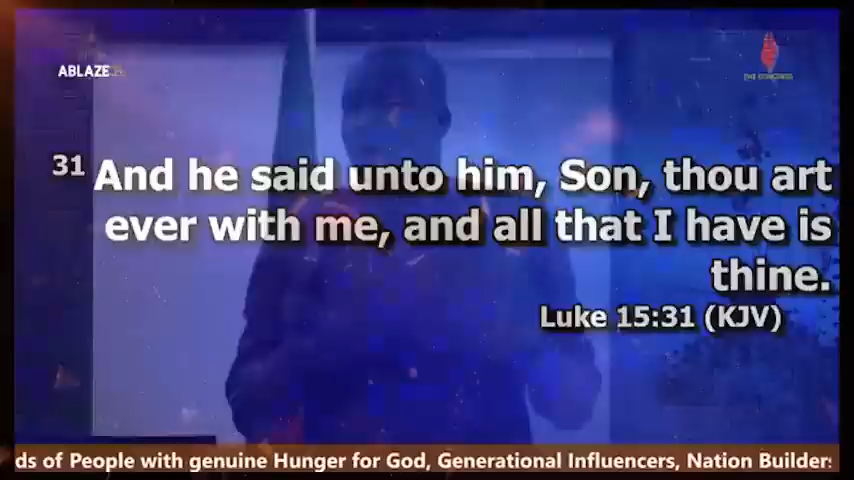 ABLAZE
31 And he said unto him, Son, thou art
ever with me, and all that I have is
thine.
Luke 15:31 (KJV)
ds of People with genuine Hunger for God, Generational Influencers, Nation Builders